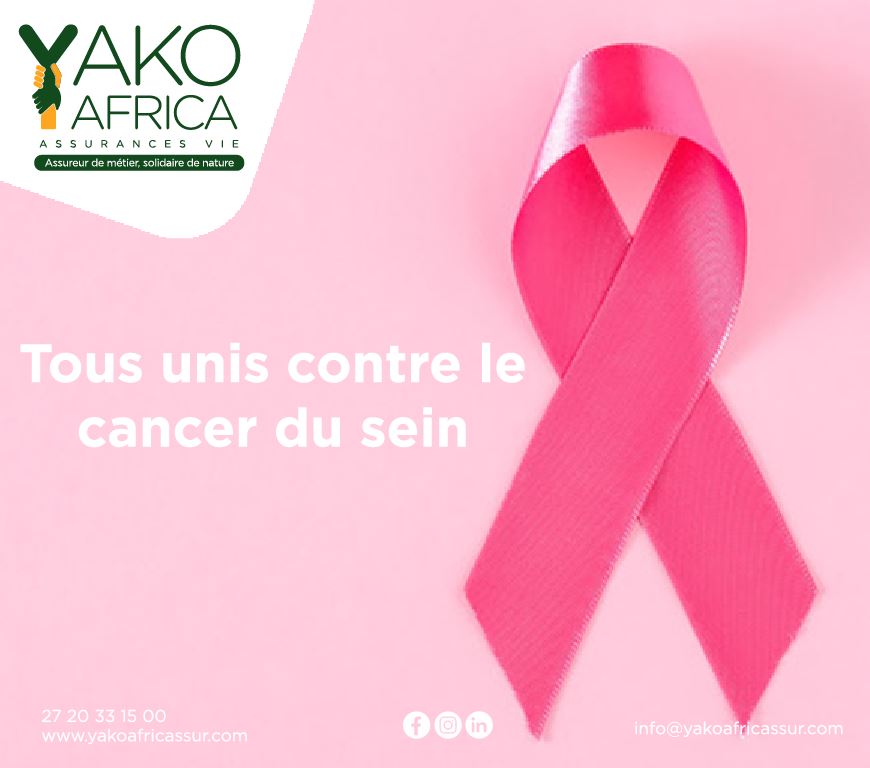 YAKO
AFRICA
ASSURANCES VIE
Assureur de métier, solidaire de nature
Tous unis contre le
cancer du sein
27 20 33 15 00
www.yakoafricassur.com
info@yakoafricassur.com